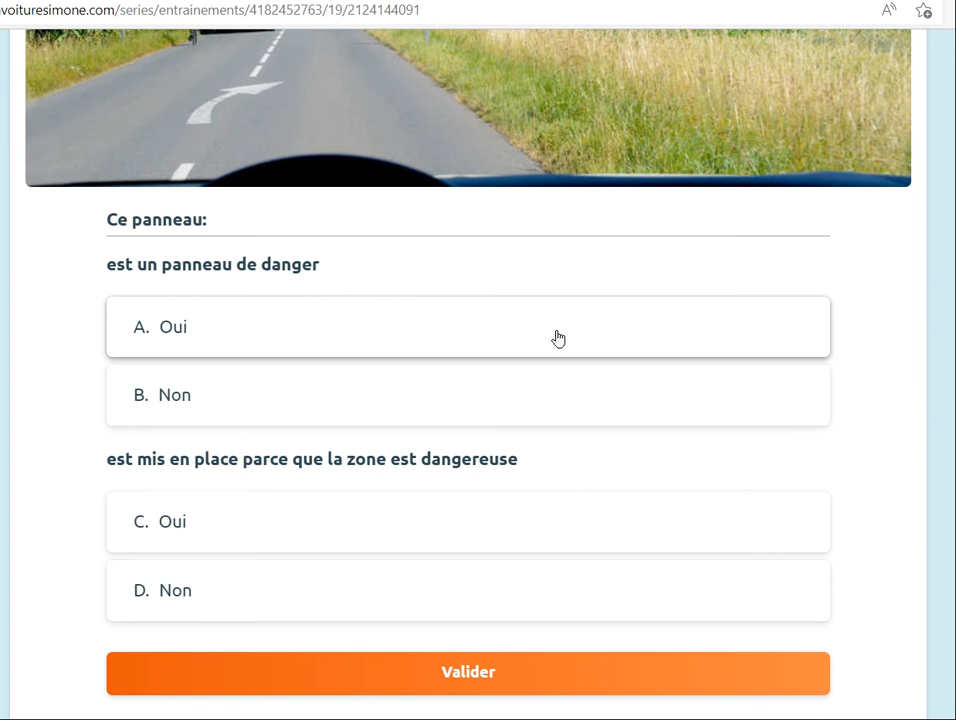 voituresimone.com/series/entrainements/4182452763/19/2124144091
Ce panneau:
est un panneau de danger
A. Oui
B. Non
est mis en place parce que la zone est dangereuse
C. Oui
D. Non
Valider